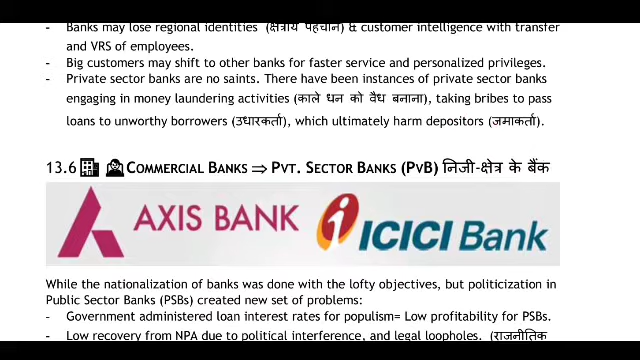 - Banks may lose regional identities (क्षेत्रीय पहचान) & customer intelligence with transfer
and VRS of employees.
- Big customers may shift to other banks for faster service and personalized privileges.
- Private sector banks are no saints. There have been instances of private sector banks
engaging in money laundering activities (काले धन को वैध बनाना), taking bribes to pass
loans to unworthy borrowers (उधारकर्ता), which ultimately harm depositors (जमाकर्ता).
13.6 COMMERCIAL BANKS ⇒ PVT. SECTOR BANKS (PVB) निजी-क्षेत्र के बैंक
AXIS BANK
ICICI Bank
While the nationalization of banks was done with the lofty objectives, but politicization in
Public Sector Banks (PSBs) created new set of problems:
- Government administered loan interest rates for populism= Low profitability for PSBs.
- Low recovery from NPA due to political interference, and legal loopholes. (राजनीतिक